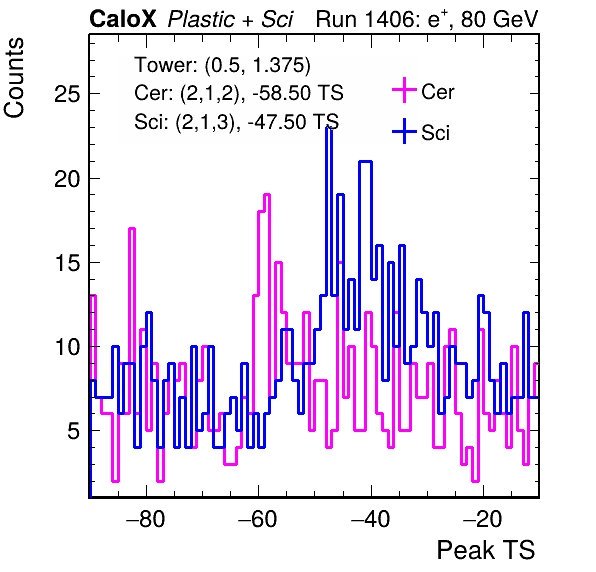 CaloX Plastic + Sci Run 1406: e+, 80 GeV
Counts
Tower: (0.5, 1.375)
Cer: (2,1,2), -58.50 TS
Sci: (2,1,3), -47.50 TS
Cer
Sci
25
20
15
10
5
−80 −60 −40 −20
Peak TS